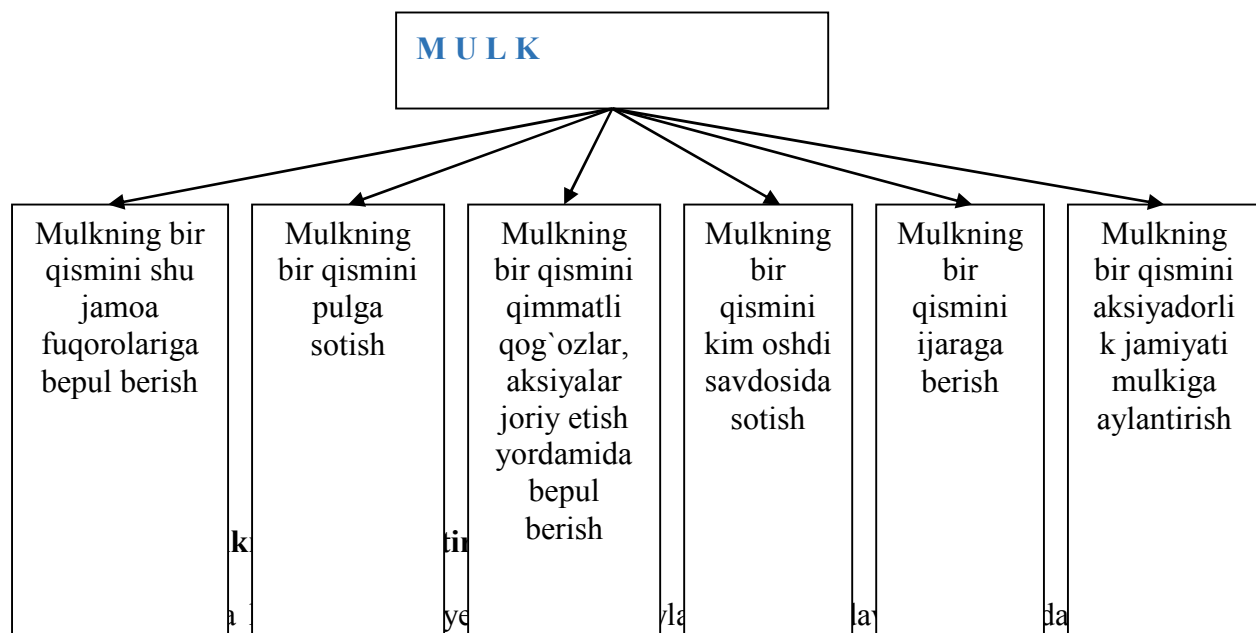 M U L K
Mulkning bir
qismini shu
jamoa
fuqorolariga
bepul berish
Mulkning
bir qismini
pulga
sotish
Mulkning
bir qismini
qimmatli
qog`ozlar,
aksiyalar
joriy etish
yordamida
bepul
berish
Mulkning
bir
qismini
kim oshdi
savdosida
sotish
Mulkning
bir
qismini
ijaraga
berish
Mulkning
bir qismini
aksiyadorli
k jamiyati
mulkiga
aylantirish